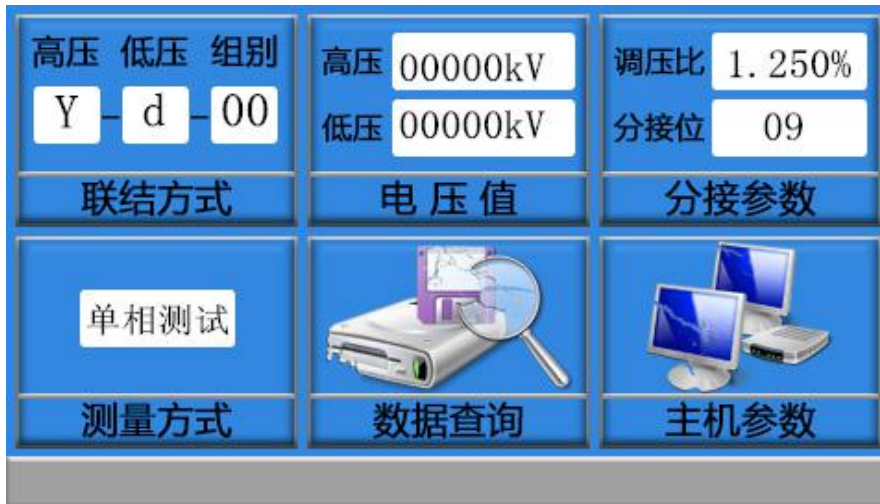 高压 低压 组别
Y - d - 00
联结方式
高压 00000kV
低压 00000kV
电压值
调压比 1.250%
分接位 09
分接参数
单相测试
测量方式
数据查询
主机参数